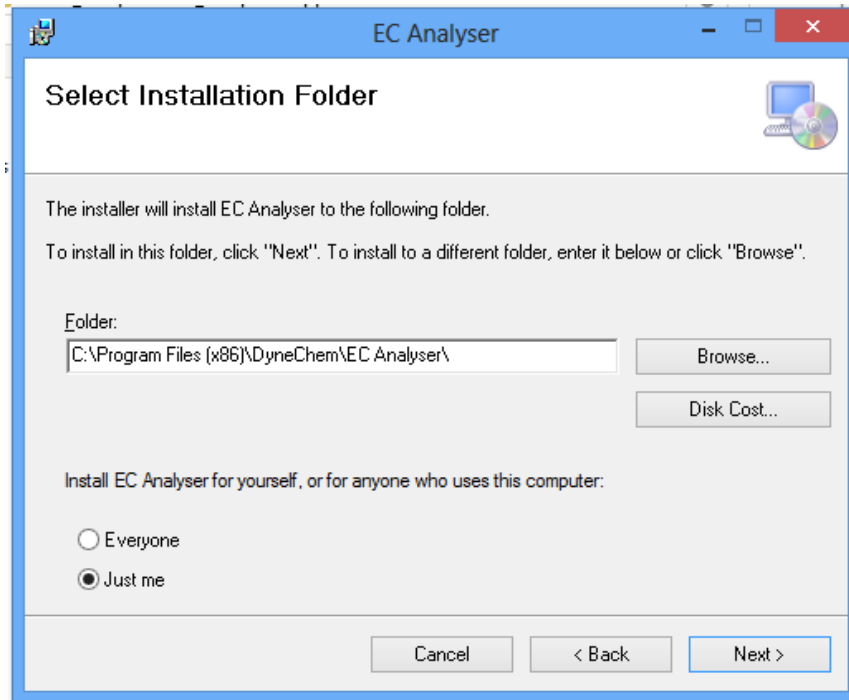 EC Analyser
Select Installation Folder
The installer will install EC Analyser to the following folder.
To install in this folder, click "Next". To install to a different folder, enter it below or click "Browse".
Folder:
C:\Program Files (x86)\DyneChem\EC Analyser\
Browse...
Disk Cost...
Install EC Analyser for yourself, or for anyone who uses this computer:
Everyone
Just me
Cancel
< Back
Next >